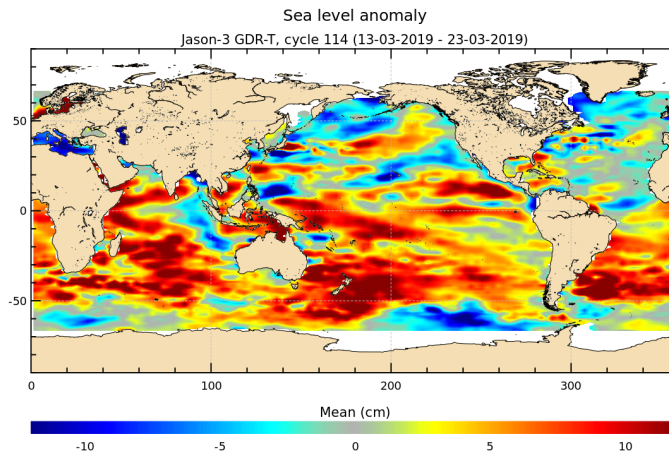 Sea level anomaly
Jason-3 GDR-T, cycle 114 (13-03-2019 - 23-03-2019)
50
0
-50
0 100 200 300
Mean (cm)
-10 -5 0 5 10